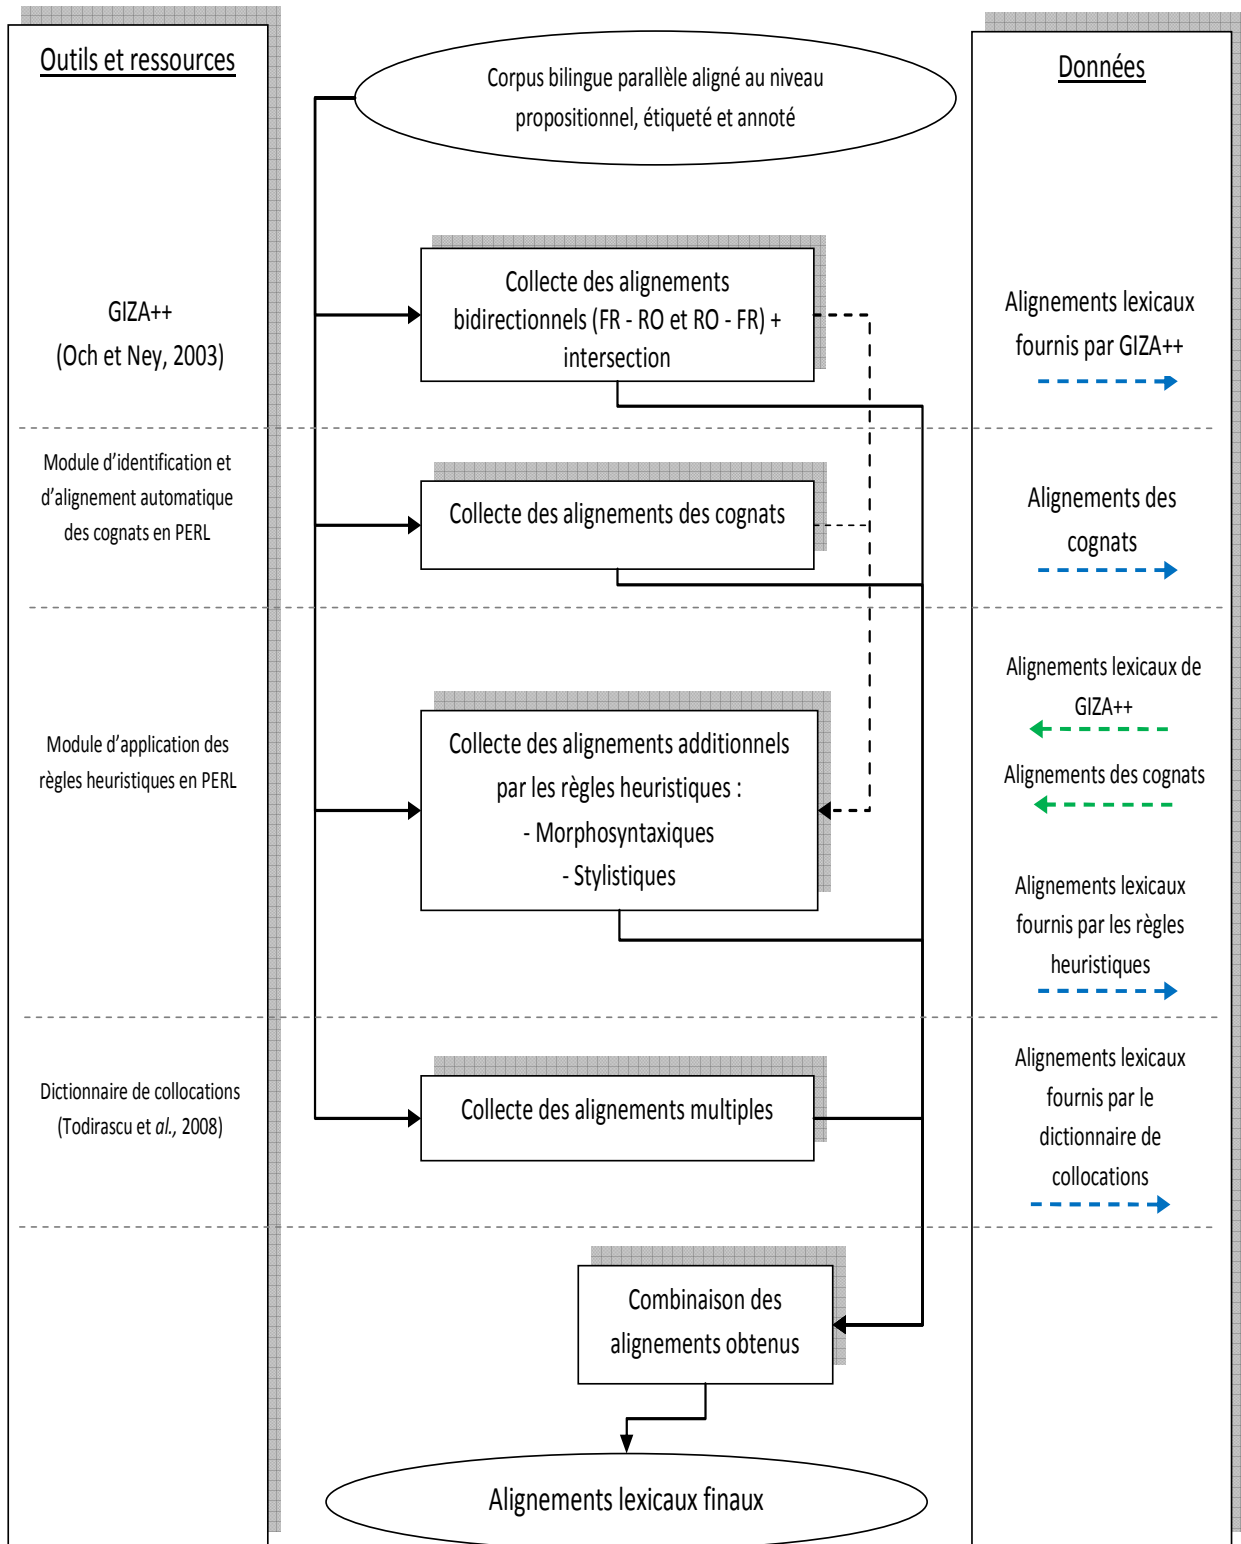 Outils et ressources
Corpus bilingue parallèle aligné au niveau
propositionnel, étiqueté et annoté
Données
GIZA++
(Och et Ney, 2003)
Collecte des alignements
bidirectionnels (FR - RO et RO - FR) +
intersection
Alignements lexicaux
fournis par GIZA++
Module d’identification et
d’alignement automatique
des cognats en PERL
Collecte des alignements des cognats
Alignements des
cognats
Module d’application des
règles heuristiques en PERL
Collecte des alignements additionnels
par les règles heuristiques :
- Morphosyntaxiques
- Stylistiques
Alignements lexicaux de
GIZA++
Alignements des cognats
Alignements lexicaux
fournis par les règles
heuristiques
Dictionnaire de collocations
(Todirascu et al., 2008)
Collecte des alignements multiples
Alignements lexicaux
fournis par le
dictionnaire de
collocations
Combinaison des
alignements obtenus
Alignements lexicaux finaux